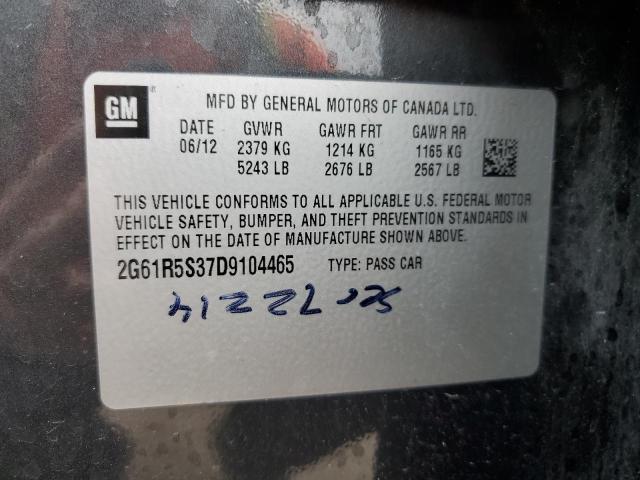 GM
MFD BY GENERAL MOTORS OF CANADA LTD.
DATE GVWR GAWR FRT GAWR RR
06/12 2379 KG 1214 KG 1165 KG
5243 LB 2676 LB 2567 LB
THIS VEHICLE CONFORMS TO ALL APPLICABLE U.S. FEDERAL MOTOR
VEHICLE SAFETY, BUMPER, AND THEFT PREVENTION STANDARDS IN
EFFECT ON THE DATE OF MANUFACTURE SHOWN ABOVE.
2G61R5S37D9104465 TYPE: PASS CAR